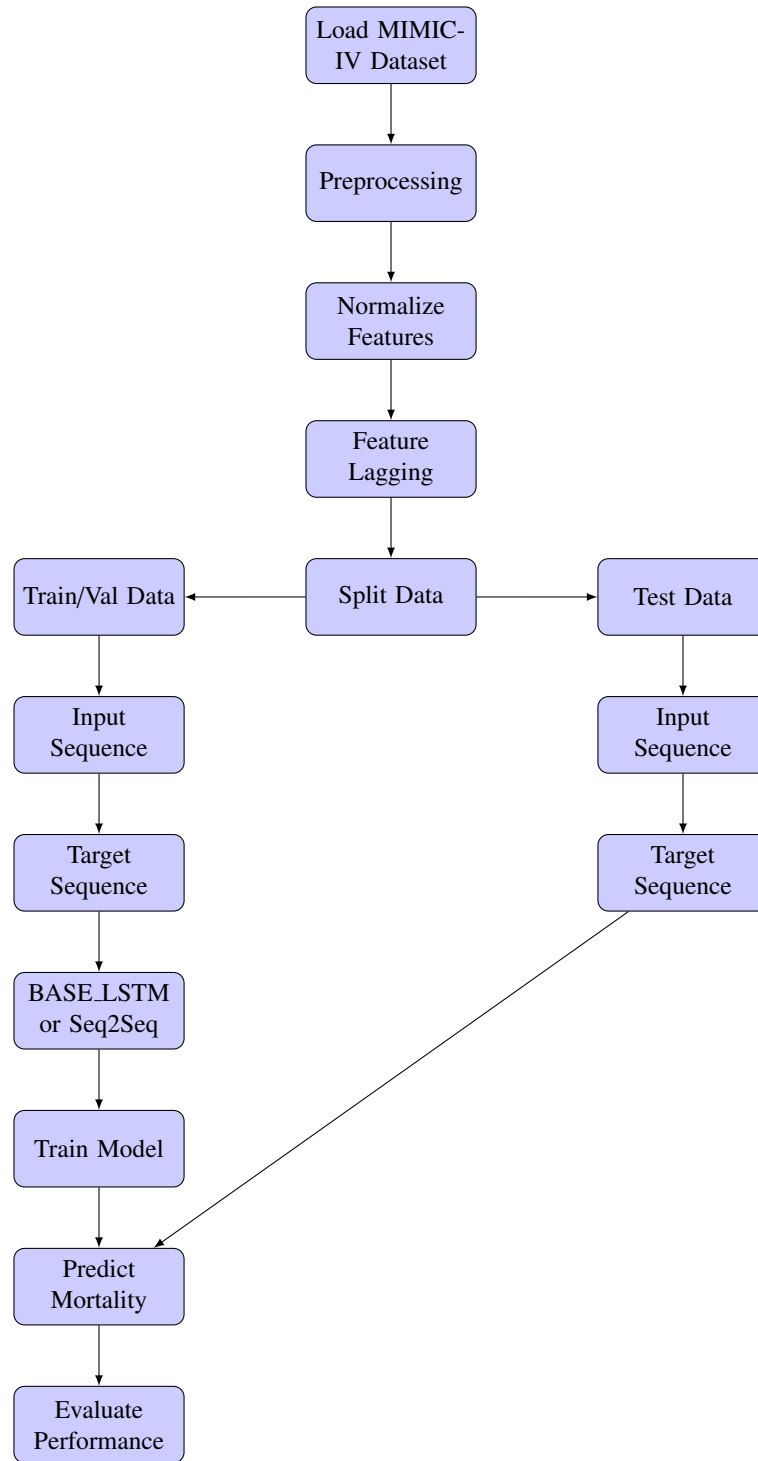 Load MIMIC-
IV Dataset
Preprocessing
Normalize
Features
Feature
Lagging
Train/Val Data
Split Data
Test Data
Input
Sequence
Input
Sequence
Target
Sequence
Target
Sequence
BASE_LSTM
or Seq2Seq
Train Model
Predict
Mortality
Evaluate
Performance